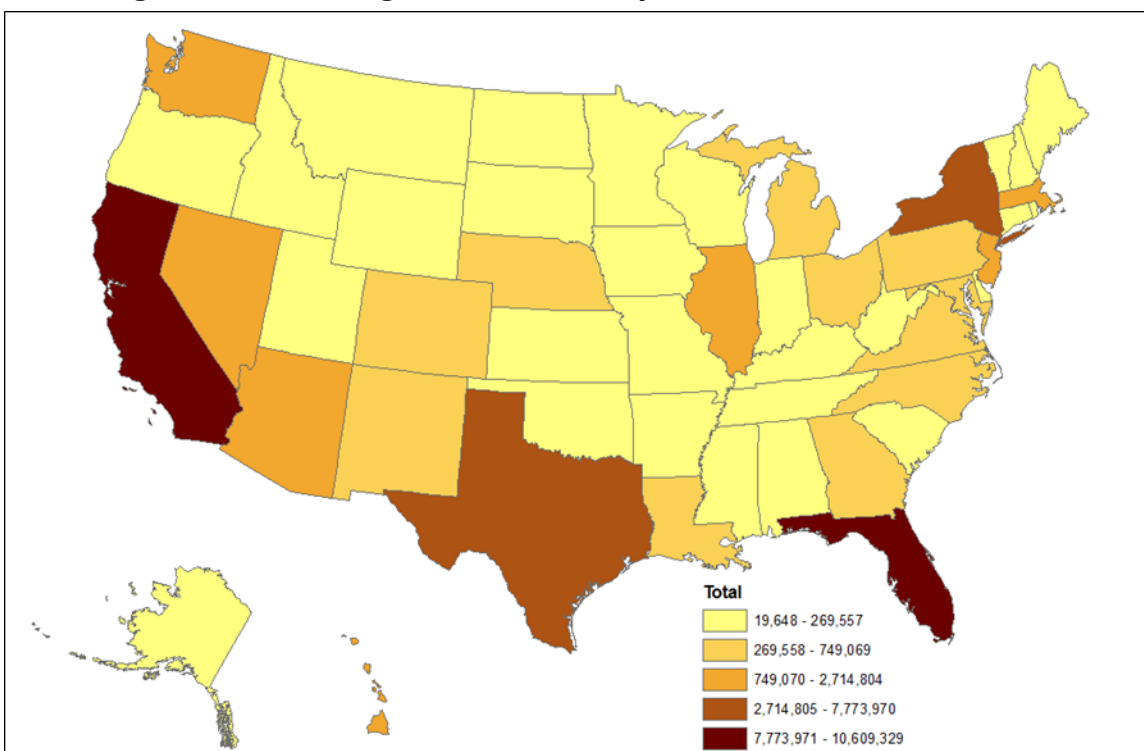 Total
19,648 - 269,557
269,558 - 749,069
749,070 - 2,714,804
2,714,805 - 7,773,970
7,773,971 - 10,609,329